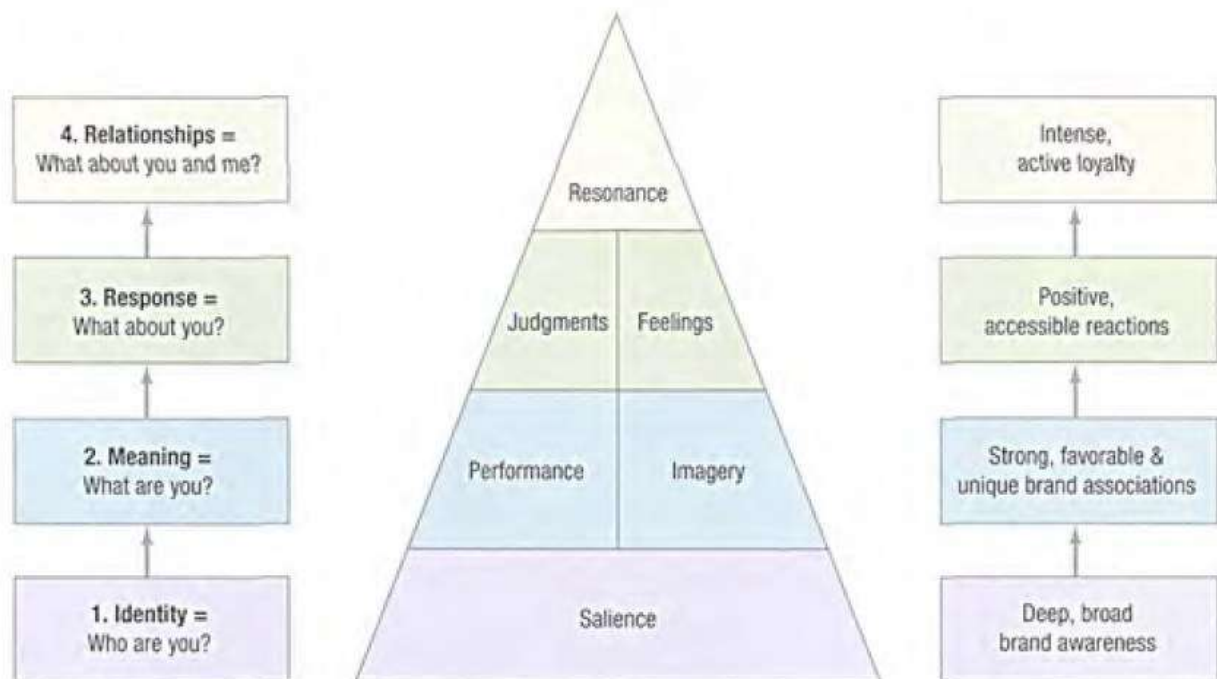 4. Relationships =
What about you and me?
3. Response =
What about you?
2. Meaning =
What are you?
1. Identity =
Who are you?
Resonance
Judgments
Feelings
Performance
Imagery
Salience
Intense,
active loyalty
Positive,
accessible reactions
Strong, favorable &
unique brand associations
Deep, broad
brand awareness